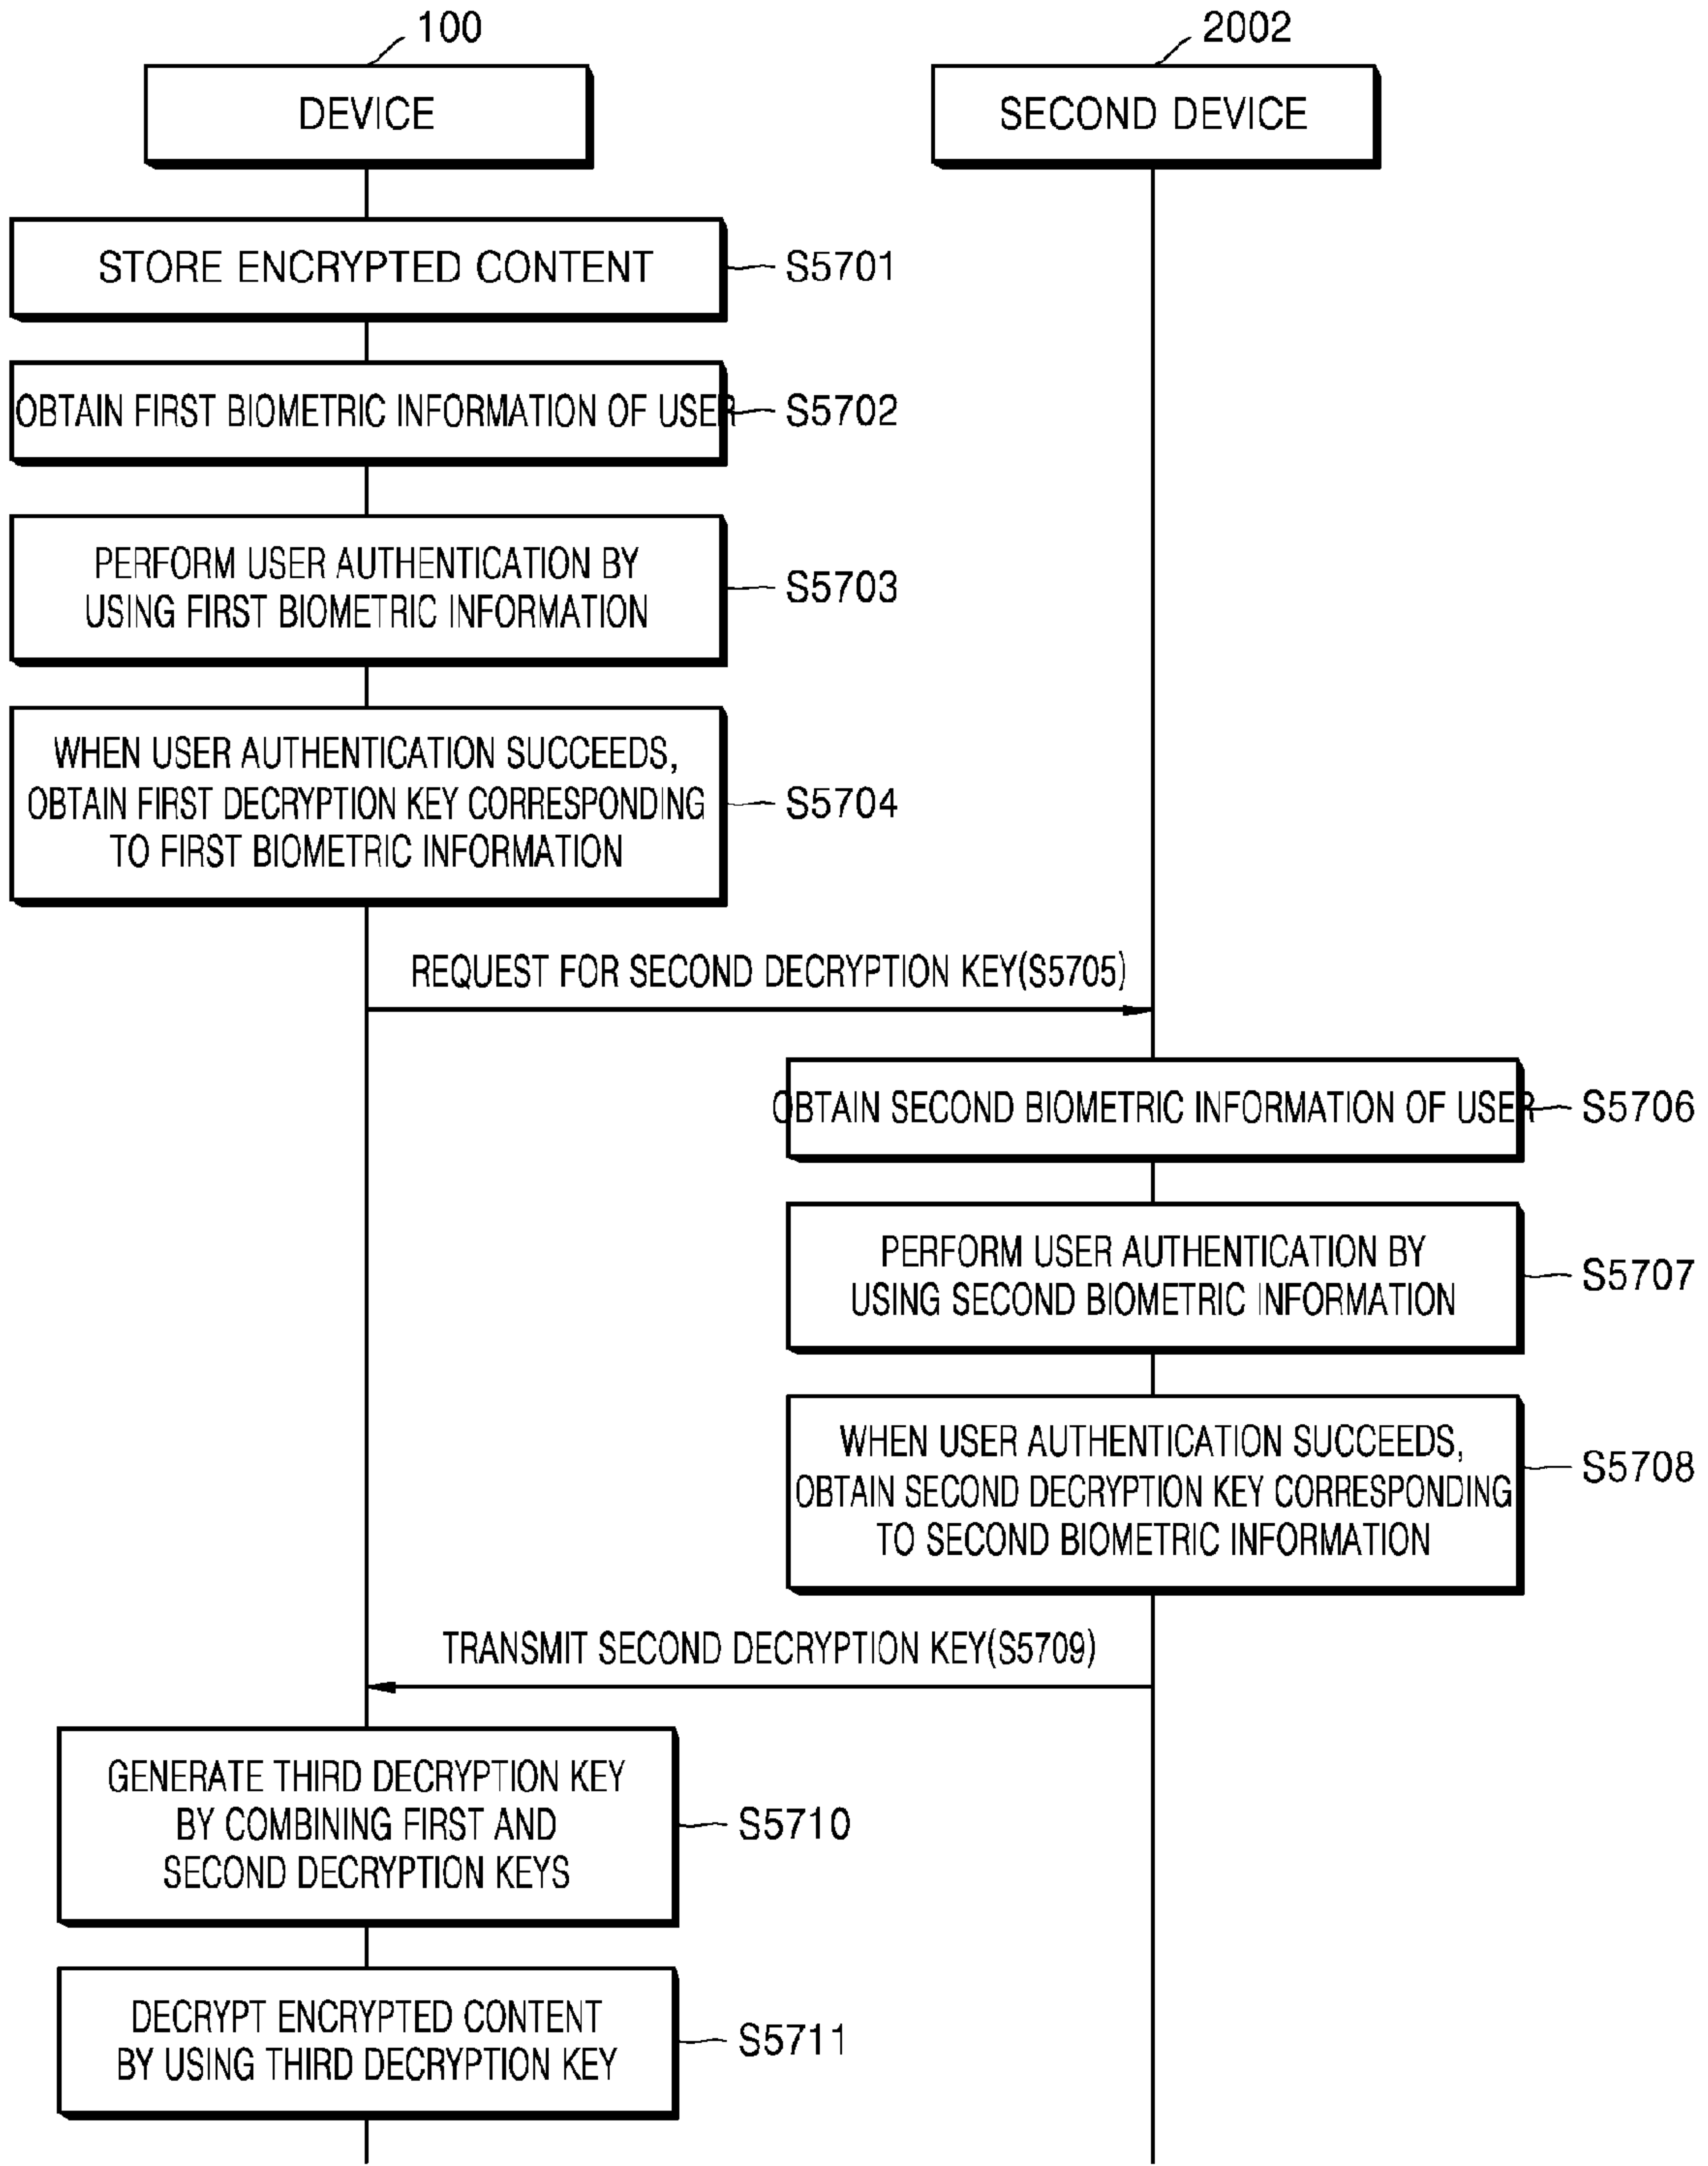 100
2002
DEVICE
SECOND DEVICE
STORE ENCRYPTED CONTENT
S5701
OBTAIN FIRST BIOMETRIC INFORMATION OF USER
S5702
PERFORM USER AUTHENTICATION BY
USING FIRST BIOMETRIC INFORMATION
S5703
WHEN USER AUTHENTICATION SUCCEEDS,
OBTAIN FIRST DECRYPTION KEY CORRESPONDING
TO FIRST BIOMETRIC INFORMATION
S5704
REQUEST FOR SECOND DECRYPTION KEY(S5705)
OBTAIN SECOND BIOMETRIC INFORMATION OF USER
S5706
PERFORM USER AUTHENTICATION BY
USING SECOND BIOMETRIC INFORMATION
S5707
WHEN USER AUTHENTICATION SUCCEEDS,
OBTAIN SECOND DECRYPTION KEY CORRESPONDING
TO SECOND BIOMETRIC INFORMATION
S5708
TRANSMIT SECOND DECRYPTION KEY(S5709)
GENERATE THIRD DECRYPTION KEY
BY COMBINING FIRST AND
SECOND DECRYPTION KEYS
S5710
DECRYPT ENCRYPTED CONTENT
BY USING THIRD DECRYPTION KEY
S5711